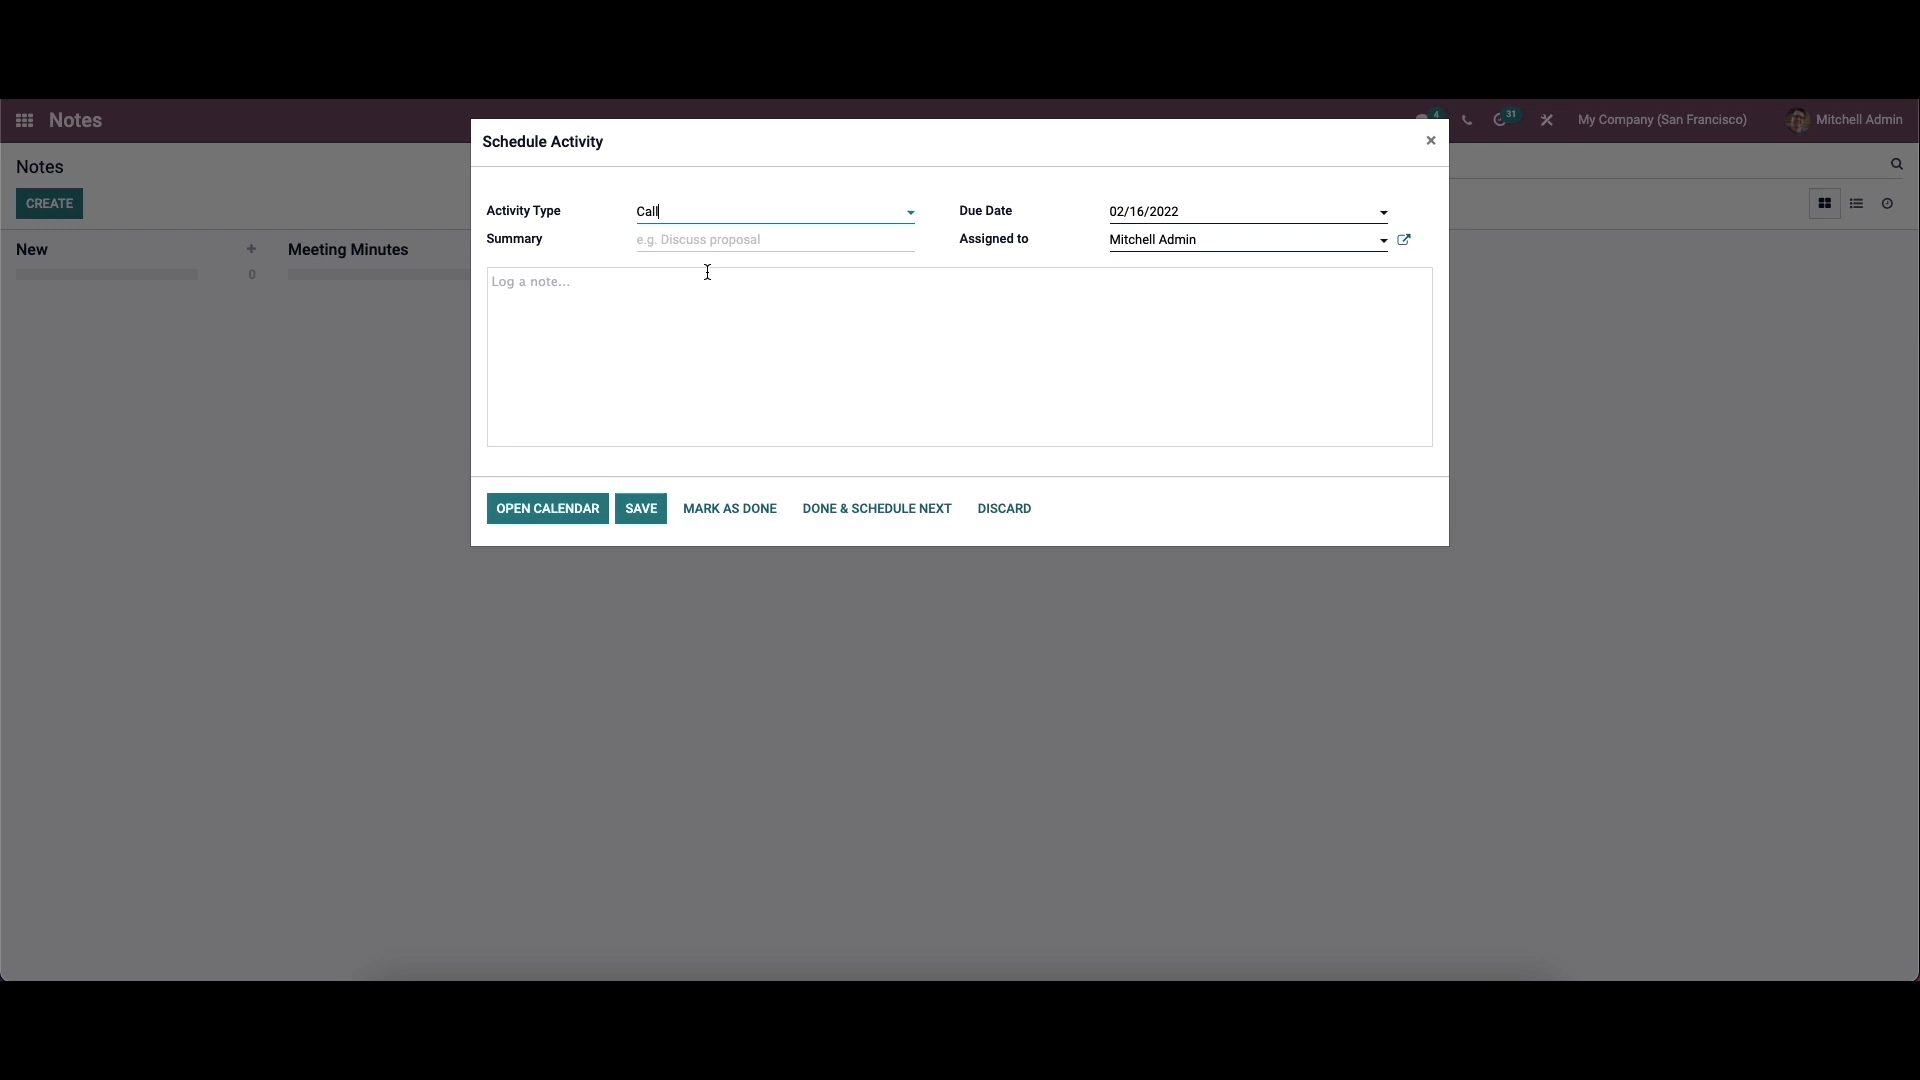 Notes
4
31
My Company (San Francisco)
Mitchell Admin
Notes
CREATE
New
0
Meeting Minutes
Schedule Activity
Activity Type
Call
Due Date
02/16/2022
Summary
e.g. Discuss proposal
Assigned to
Mitchell Admin
Log a note...
OPEN CALENDAR
SAVE
MARK AS DONE
DONE & SCHEDULE NEXT
DISCARD